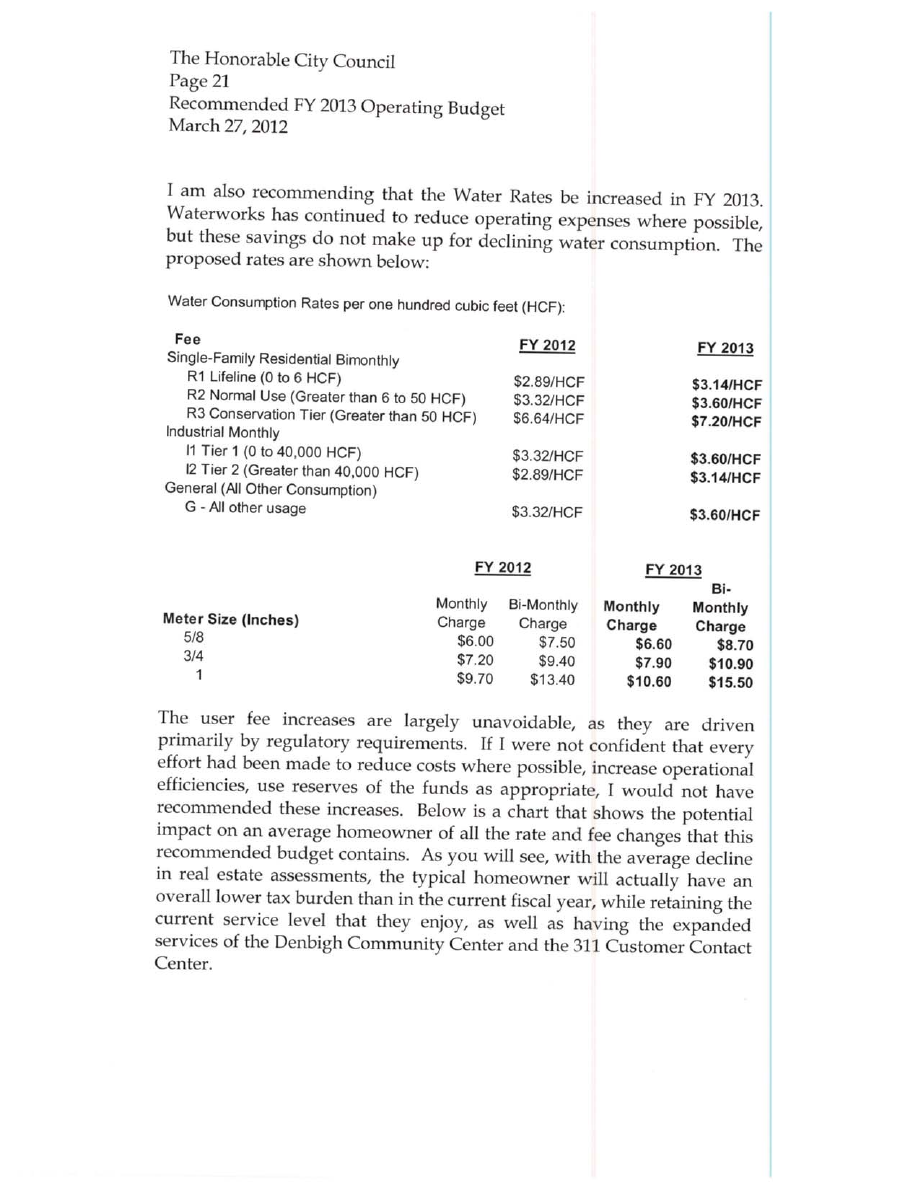 The Honorable City Council
Page 21
Recommended FY 2013 Operating Budget
March 27, 2012
I am also recommending that the Water Rates be increased in FY 2013.
Waterworks has continued to reduce operating expenses where possible,
but these savings do not make up for declining water consumption. The
proposed rates are shown below:
Water Consumption Rates per one hundred cubic feet (HCF):
Fee FY 2012 FY 2013
Single-Family Residential Bimonthly
R1 Lifeline (0 to 6 HCF) $2.89/HCF $3.14/HCF
R2 Normal Use (Greater than 6 to 50 HCF) $3.32/HCF $3.60/HCF
R3 Conservation Tier (Greater than 50 HCF) $6.64/HCF $7.20/HCF
Industrial Monthly
I1 Tier 1 (0 to 40,000 HCF) $3.32/HCF $3.60/HCF
I2 Tier 2 (Greater than 40,000 HCF) $2.89/HCF $3.14/HCF
General (All Other Consumption)
G - All other usage $3.32/HCF $3.60/HCF
FY 2012 FY 2013
Bi-
Monthly Bi-Monthly Monthly Monthly
Meter Size (Inches) Charge Charge Charge Charge
5/8 $6.00 $7.50 $6.60 $8.70
3/4 $7.20 $9.40 $7.90 $10.90
1 $9.70 $13.40 $10.60 $15.50
The user fee increases are largely unavoidable, as they are driven
primarily by regulatory requirements. If I were not confident that every
effort had been made to reduce costs where possible, increase operational
efficiencies, use reserves of the funds as appropriate, I would not have
recommended these increases. Below is a chart that shows the potential
impact on an average homeowner of all the rate and fee changes that this
recommended budget contains. As you will see, with the average decline
in real estate assessments, the typical homeowner will actually have an
overall lower tax burden than in the current fiscal year, while retaining the
current service level that they enjoy, as well as having the expanded
services of the Denbigh Community Center and the 311 Customer Contact
Center.